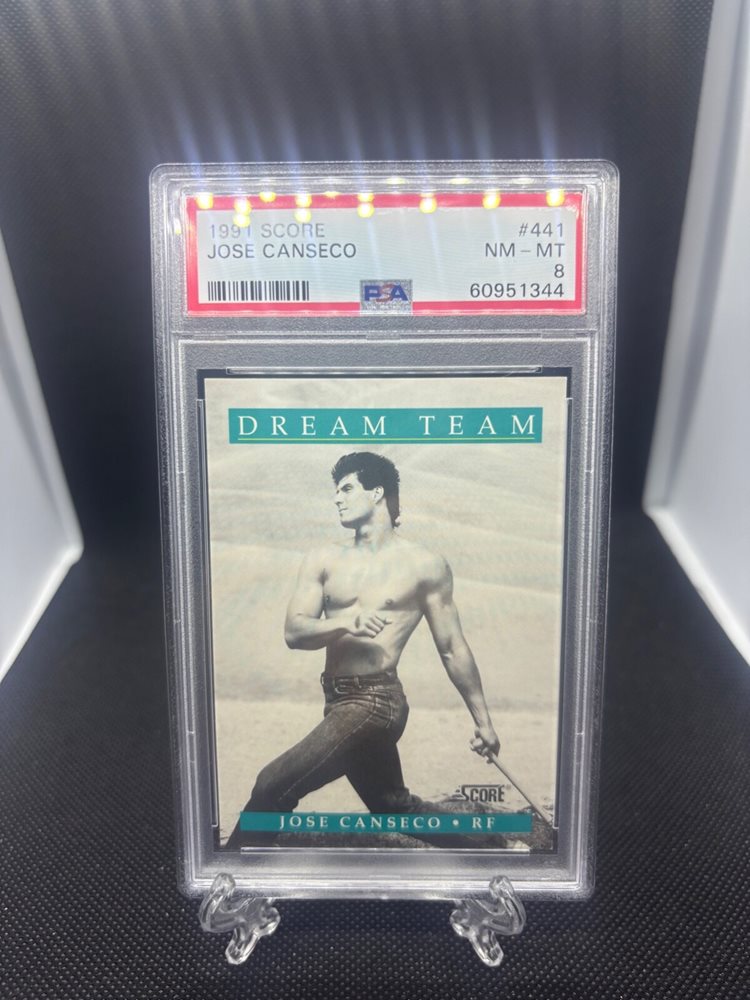 1991 SCORE #441
JOSE CANSECO NM - MT
8
PSA 60951344
DREAM TEAM
SCORE
JOSE CANSECO • RF